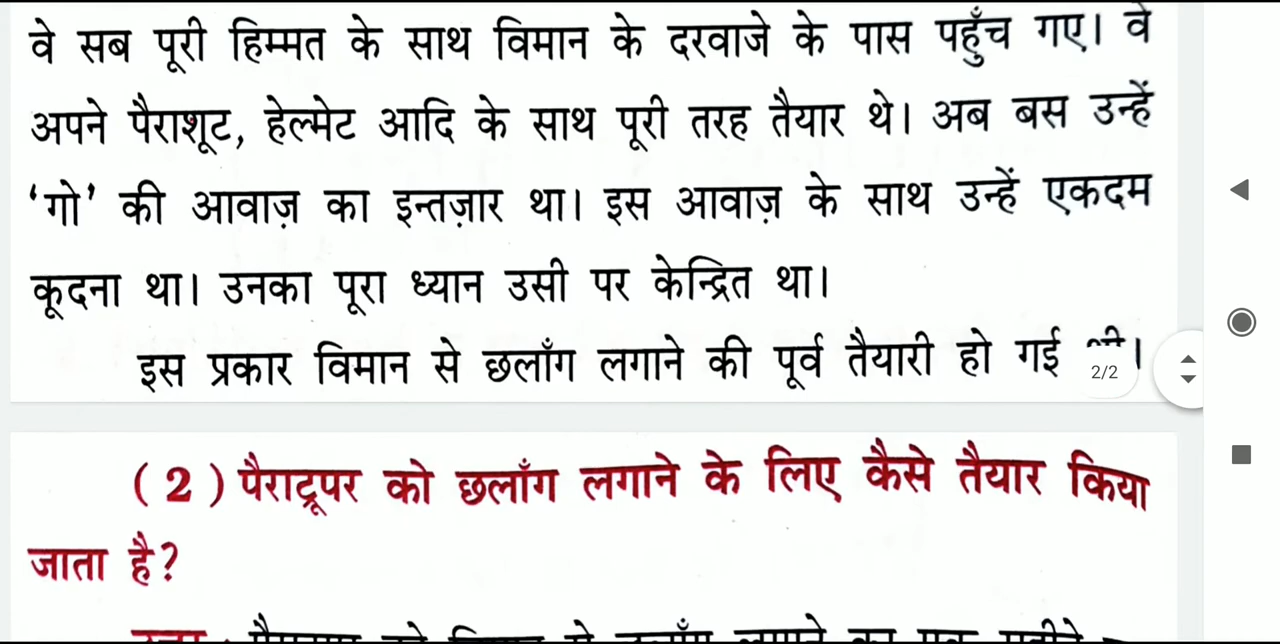 वे सब पूरी हिम्मत के साथ विमान के दरवाजे के पास पहुँच गए। वे
अपने पैराशूट, हेल्मेट आदि के साथ पूरी तरह तैयार थे। अब बस उन्हें
‘गो’ की आवाज़ का इन्तज़ार था। इस आवाज़ के साथ उन्हें एकदम
कूदना था। उनका पूरा ध्यान उसी पर केन्द्रित था।
इस प्रकार विमान से छलाँग लगाने की पूर्व तैयारी हो गई
2/2
(2) पैराट्रूपर को छलाँग लगाने के लिए कैसे तैयार किया
जाता है?